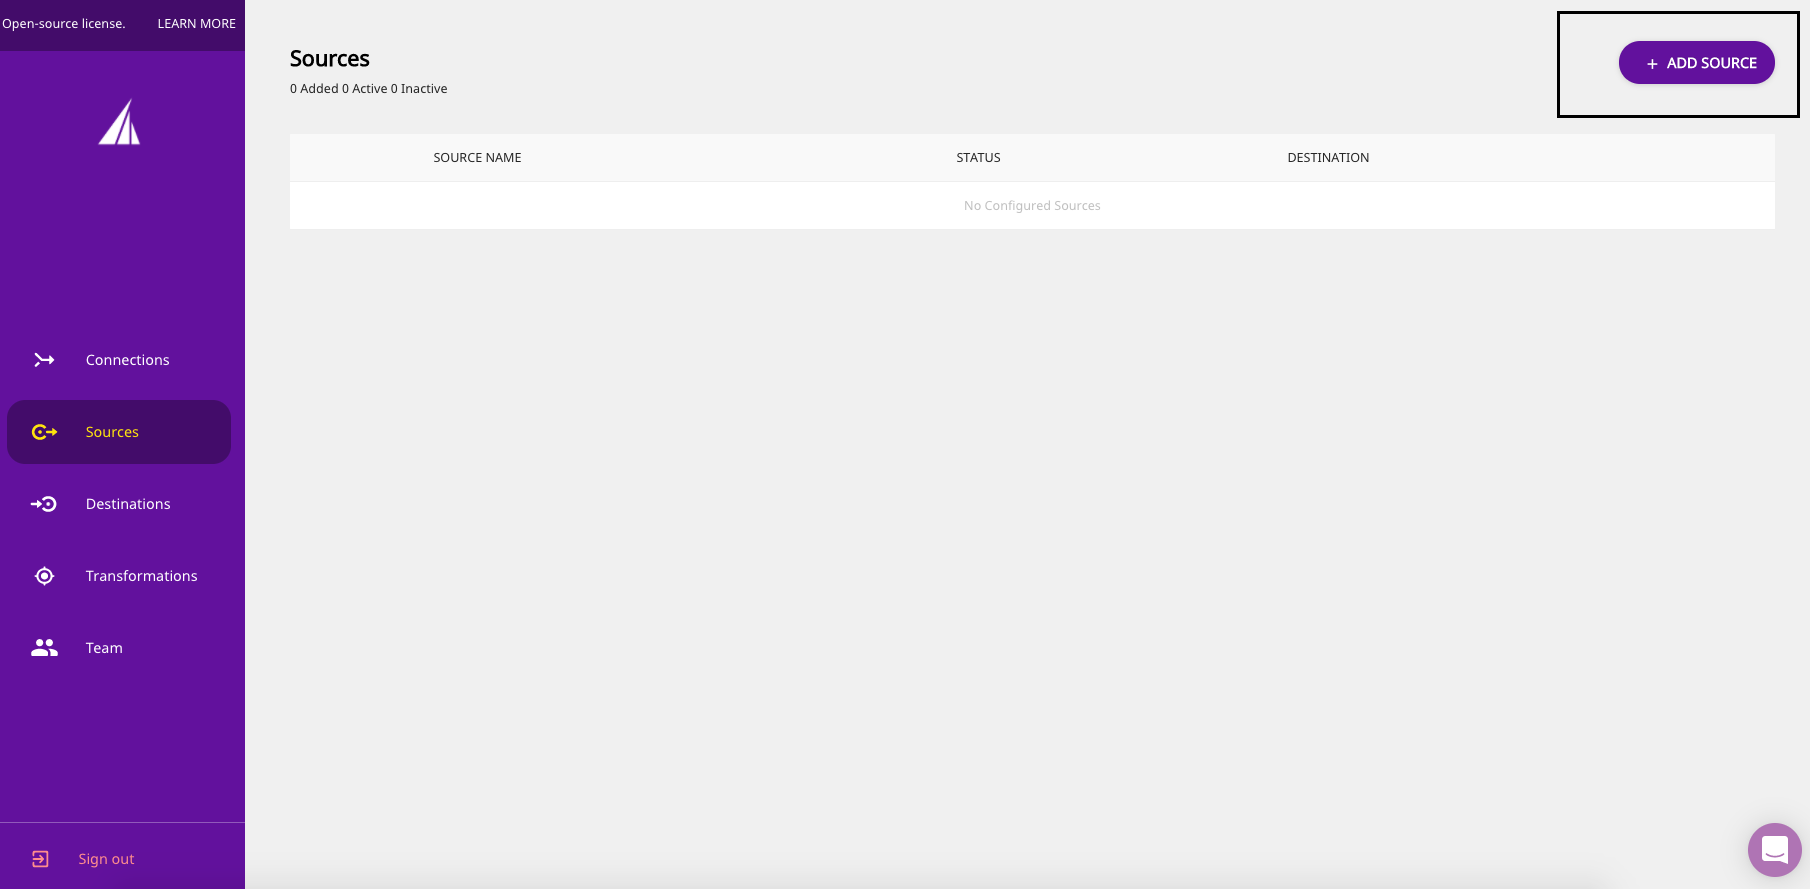 Open-source license. LEARN MORE
Sources
0 Added 0 Active 0 Inactive
+ ADD SOURCE
SOURCE NAME STATUS DESTINATION
No Configured Sources
Connections
Sources
Destinations
Transformations
Team
Sign out